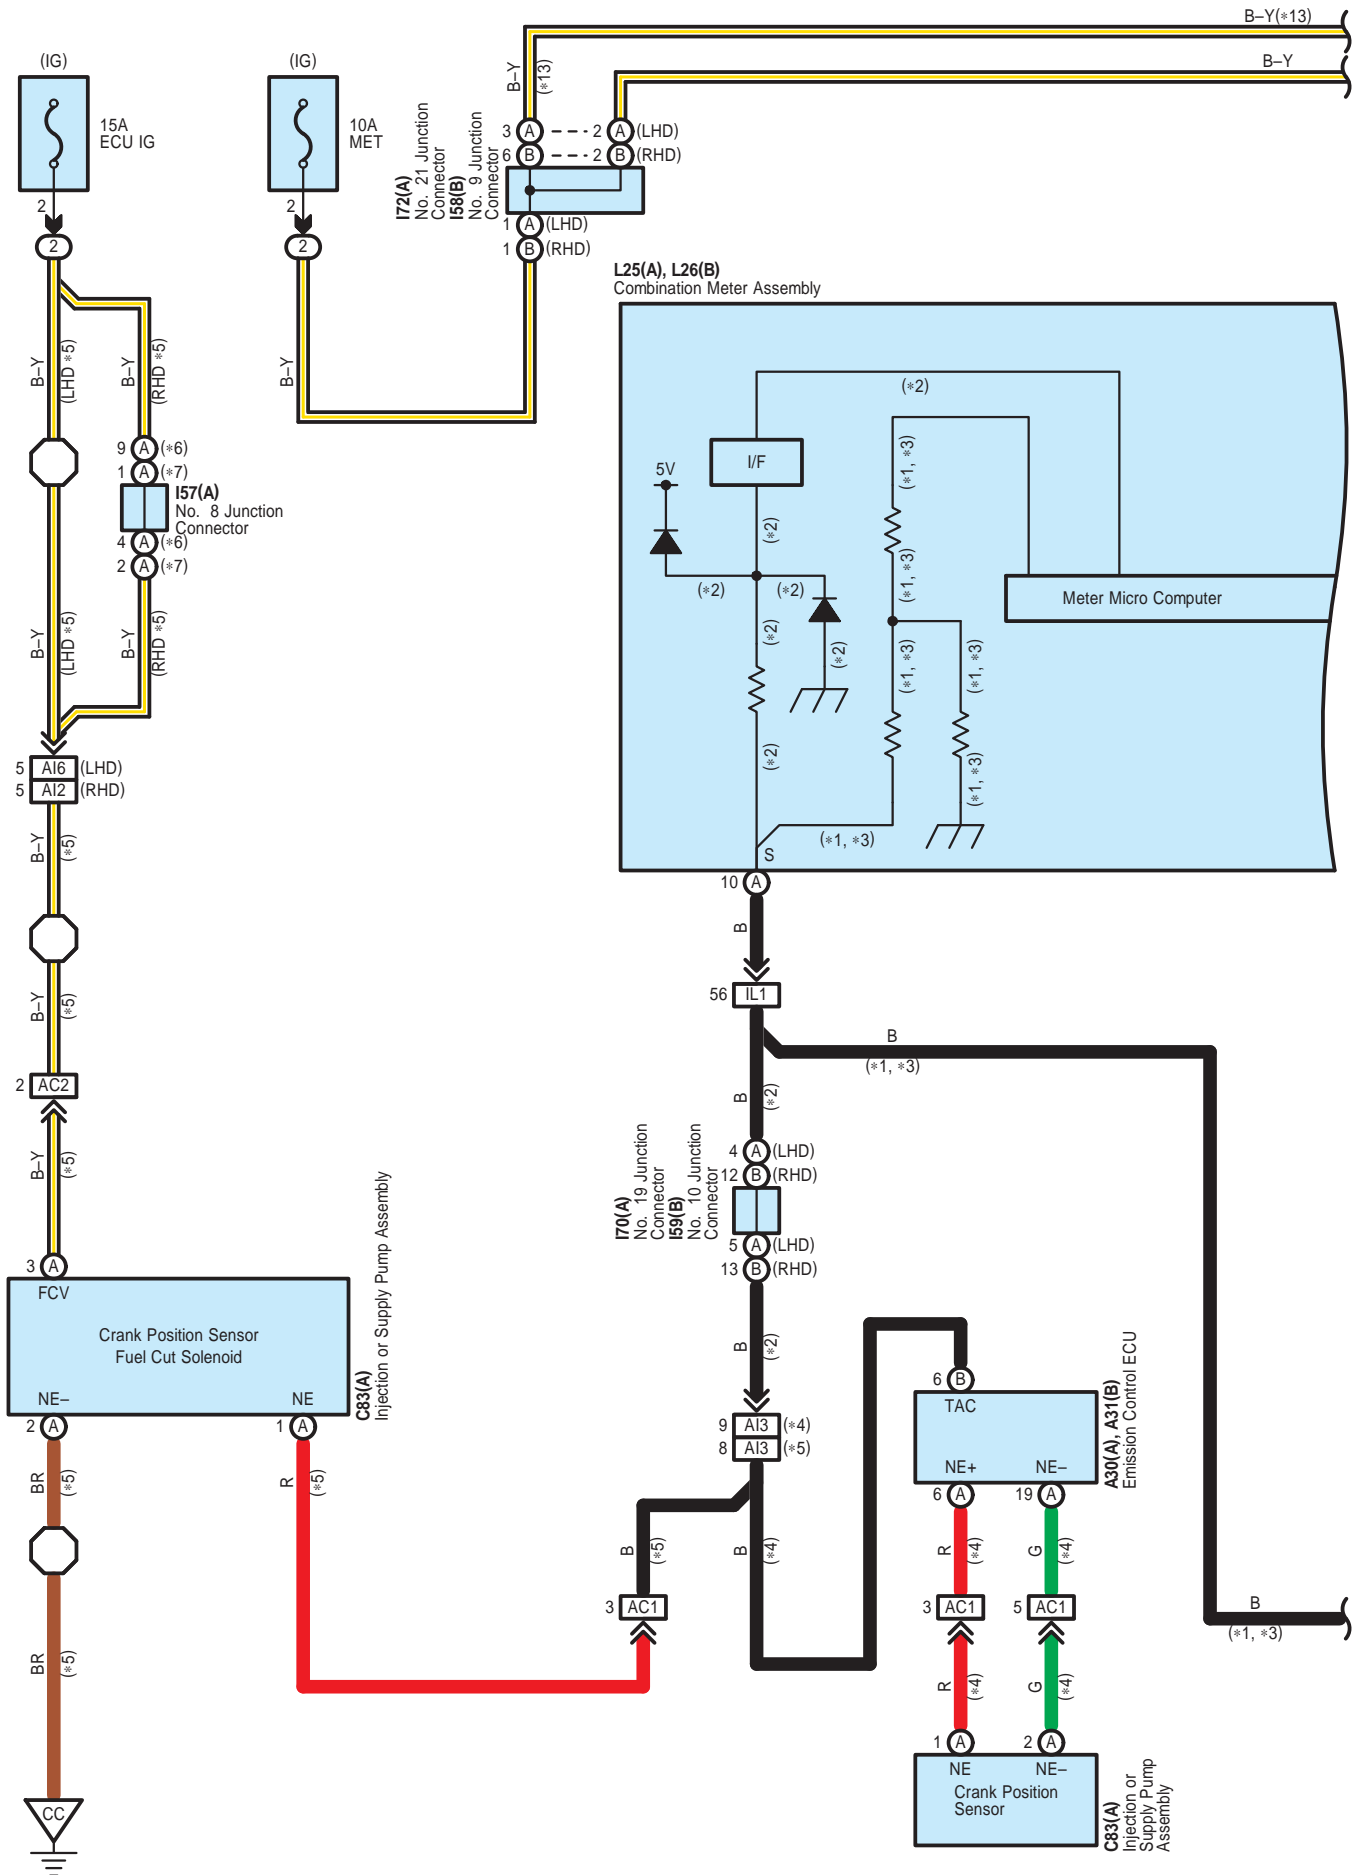 B–Y(∗13)
B–Y
(IG)
15A
ECU IG
2
2
(IG)
10A
MET
2
2
B–Y
(∗13)
3 A
2 A (LHD)
6 B
2 B (RHD)
I72(A)
No. 21 Junction
Connector
I58(B)
No. 9 Junction
Connector
1 A (LHD)
1 B (RHD)
B–Y
B–Y
(LHD ∗5)
B–Y
(RHD ∗5)
9 A (∗6)
1 A (∗7)
I57(A)
No. 8 Junction
Connector
4 A (∗6)
2 A (∗7)
B–Y
(LHD ∗5)
B–Y
(RHD ∗5)
5 AI6 (LHD)
5 AI2 (RHD)
B–Y
(∗5)
B–Y
(∗5)
2 AC2
B–Y
(∗5)
3 A
FCV
Crank Position Sensor
Fuel Cut Solenoid
NE–
NE
2 A
1 A
C83(A)
Injection or Supply Pump Assembly
BR
(∗5)
R
(∗5)
BR
(∗5)
CC
L25(A), L26(B)
Combination Meter Assembly
(∗2)
I/F
5V
(∗1, ∗3)
(∗2)
(∗1, ∗3)
(∗2)
(∗2)
Meter Micro Computer
(∗2)
(∗2)
(∗1, ∗3)
(∗1, ∗3)
(∗2)
(∗1, ∗3)
(∗1, ∗3)
S
10 A
B
56 IL1
B
(∗1, ∗3)
B
(∗2)
4 A (LHD)
12 B (RHD)
I70(A)
No. 19 Junction
Connector
I59(B)
No. 10 Junction
Connector
5 A (LHD)
13 B (RHD)
B
(∗2)
9 AI3 (∗4)
8 AI3 (∗5)
B
(∗5)
B
(∗4)
3 AC1
6 B
TAC
NE+
NE–
6 A
19 A
A30(A), A31(B)
Emission Control ECU
R
(∗4)
G
(∗4)
3 AC1
5 AC1
R
(∗4)
G
(∗4)
B
(∗1, ∗3)
1 A
2 A
NE
NE–
Crank Position
Sensor
C83(A)
Injection or
Supply Pump
Assembly